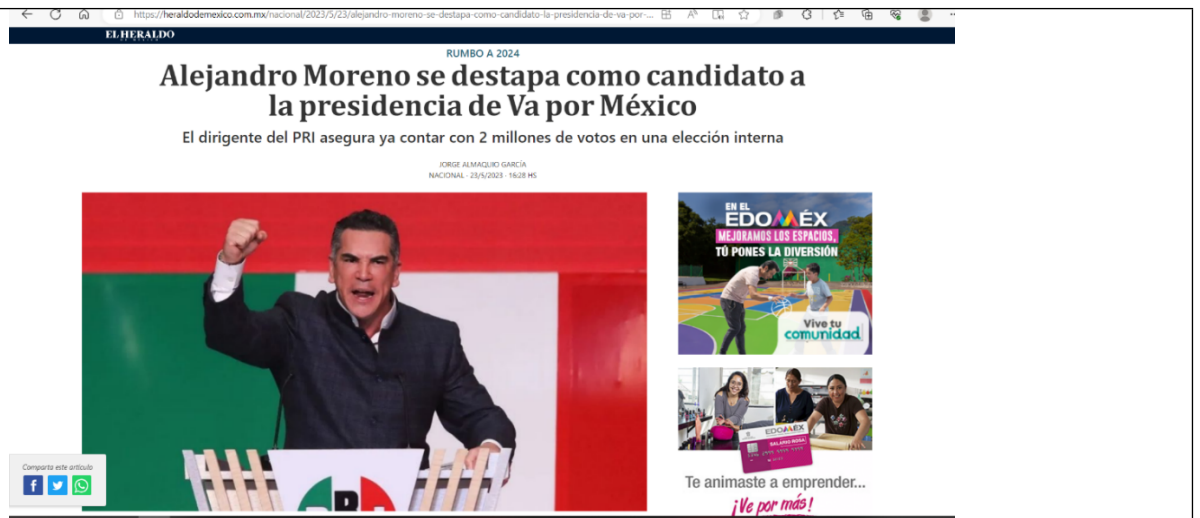 https://heraldodemexico.com.mx/nacional/2023/5/23/alejandro-moreno-se-destapa-como-candidato-la-presidencia-de-va-por-...
EL HERALDO
DE MÉXICO
RUMBO A 2024
Alejandro Moreno se destapa como candidato a
la presidencia de Va por México
El dirigente del PRI asegura ya contar con 2 millones de votos en una elección interna
JORGE ALMAQUIO GARCÍA
NACIONAL · 23/5/2023 · 16:28 HS
EN EL
EDOMÉX
MEJORAMOS LOS ESPACIOS,
TÚ PONES LA DIVERSIÓN
Vive tu
comunidad
EDOMÉX
SALARIO ROSA
Te animaste a emprender...
¡Ve por más!
Comparta este artículo
PRI